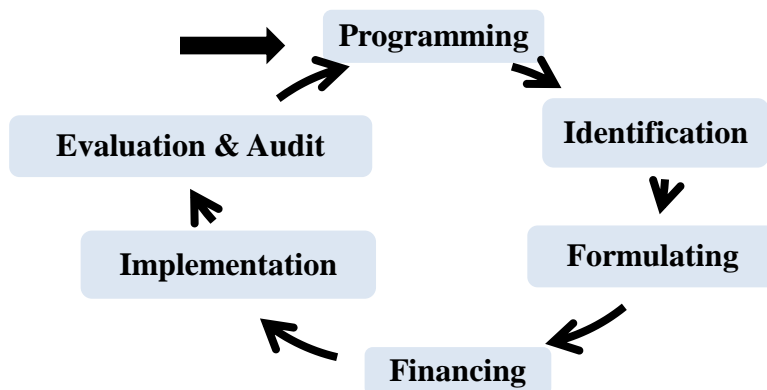 Programming
Identification
Formulating
Financing
Implementation
Evaluation & Audit